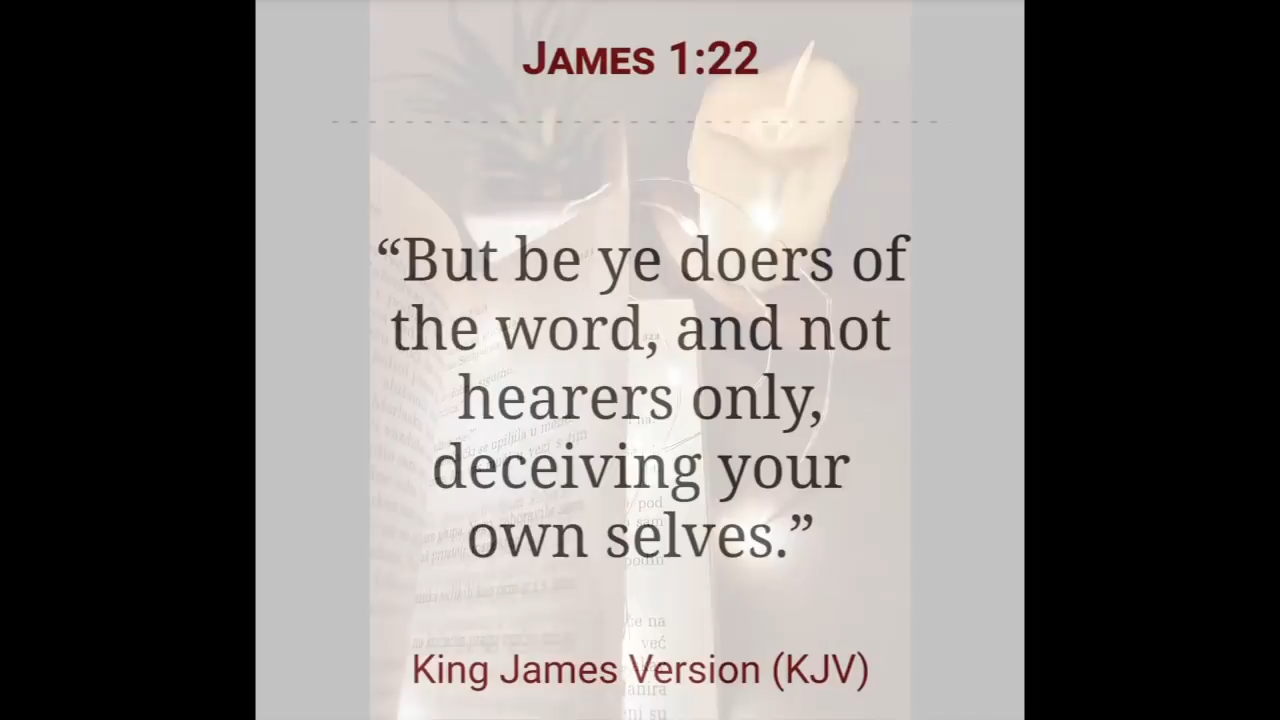 JAMES 1:22
“But be ye doers of
the word, and not
hearers only,
deceiving your
own selves.”
King James Version (KJV)